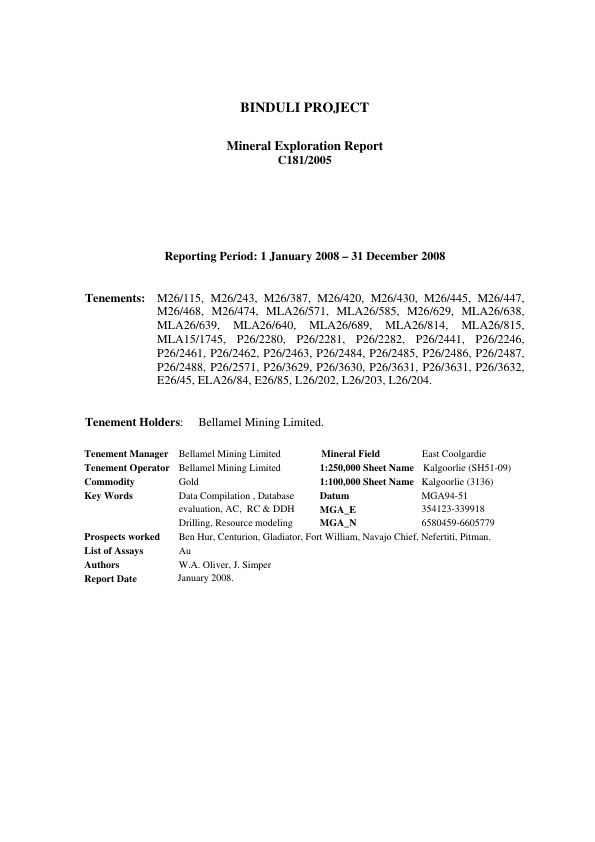 BINDULI PROJECT
Mineral Exploration Report
C181/2005
Reporting Period: 1 January 2008 – 31 December 2008
Tenements: M26/115, M26/243, M26/387, M26/420, M26/430, M26/445, M26/447,
M26/468, M26/474, MLA26/571, MLA26/585, M26/629, MLA26/638,
MLA26/639, MLA26/640, MLA26/689, MLA26/814, MLA26/815,
MLA15/1745, P26/2280, P26/2281, P26/2282, P26/2441, P26/2246,
P26/2461, P26/2462, P26/2463, P26/2484, P26/2485, P26/2486, P26/2487,
P26/2488, P26/2571, P26/3629, P26/3630, P26/3631, P26/3631, P26/3632,
E26/45, ELA26/84, E26/85, L26/202, L26/203, L26/204.
Tenement Holders: Bellamel Mining Limited.
Tenement Manager Bellamel Mining Limited Mineral Field East Coolgardie
Tenement Operator Bellamel Mining Limited 1:250,000 Sheet Name Kalgoorlie (SH51-09)
Commodity Gold 1:100,000 Sheet Name Kalgoorlie (3136)
Key Words Data Compilation , Database Datum MGA94-51
evaluation, AC, RC & DDH MGA_E 354123-339918
Drilling, Resource modeling MGA_N 6580459-6605779
Prospects worked Ben Hur, Centurion, Gladiator, Fort William, Navajo Chief, Nefertiti, Pitman.
List of Assays Au
Authors W.A. Oliver, J. Simper
Report Date January 2008.